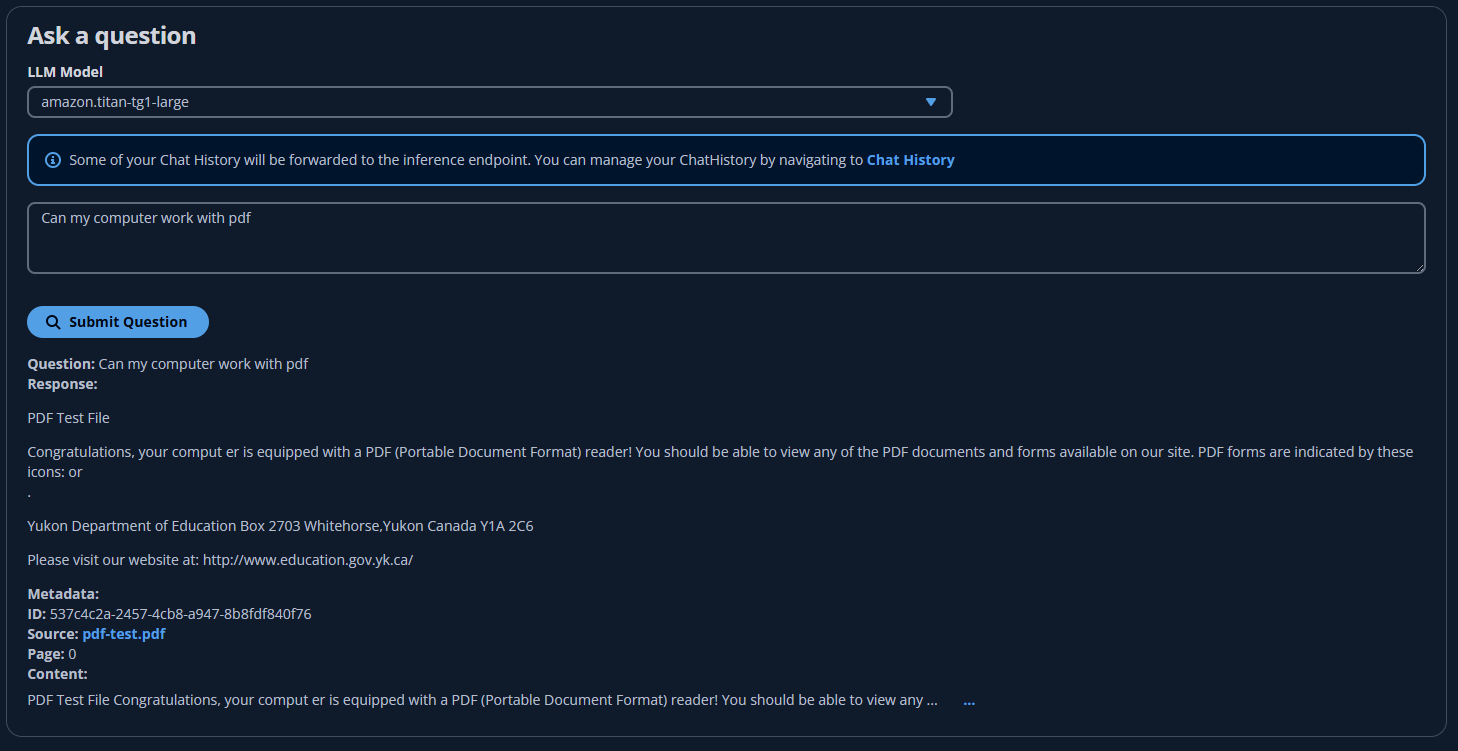 Ask a question
LLM Model
amazon.titan-tg1-large
Some of your Chat History will be forwarded to the inference endpoint. You can manage your ChatHistory by navigating to Chat History
Can my computer work with pdf
Submit Question
Question: Can my computer work with pdf
Response:
PDF Test File
Congratulations, your comput er is equipped with a PDF (Portable Document Format) reader! You should be able to view any of the PDF documents and forms available on our site. PDF forms are indicated by these
icons: or
.
Yukon Department of Education Box 2703 Whitehorse,Yukon Canada Y1A 2C6
Please visit our website at: http://www.education.gov.yk.ca/
Metadata:
ID: 537c4c2a-2457-4cb8-a947-8b8fdf840f76
Source: pdf-test.pdf
Page: 0
Content:
PDF Test File Congratulations, your comput er is equipped with a PDF (Portable Document Format) reader! You should be able to view any ... ...